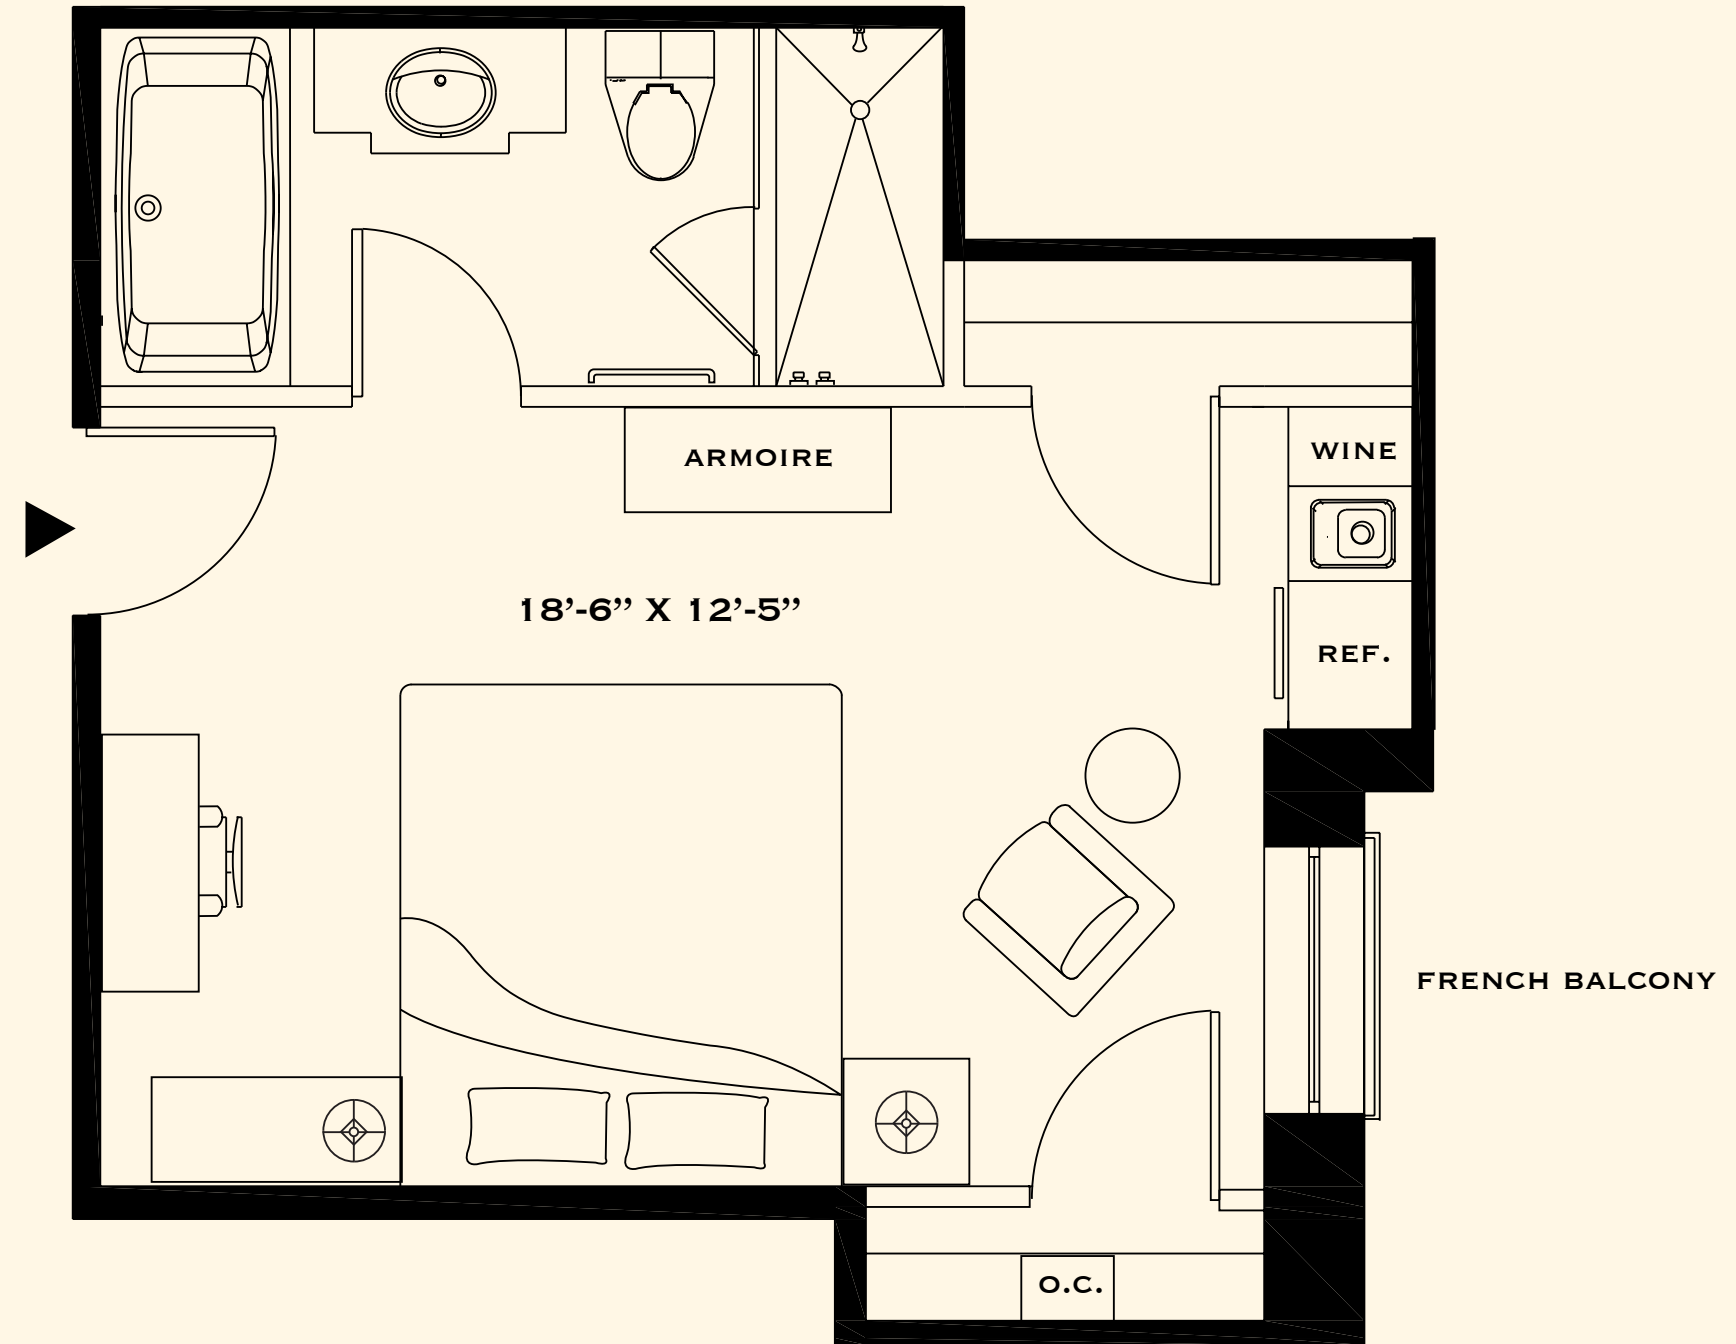 ARMOIRE
WINE
18’-6” X 12’-5”
REF.
FRENCH BALCONY
O.C.